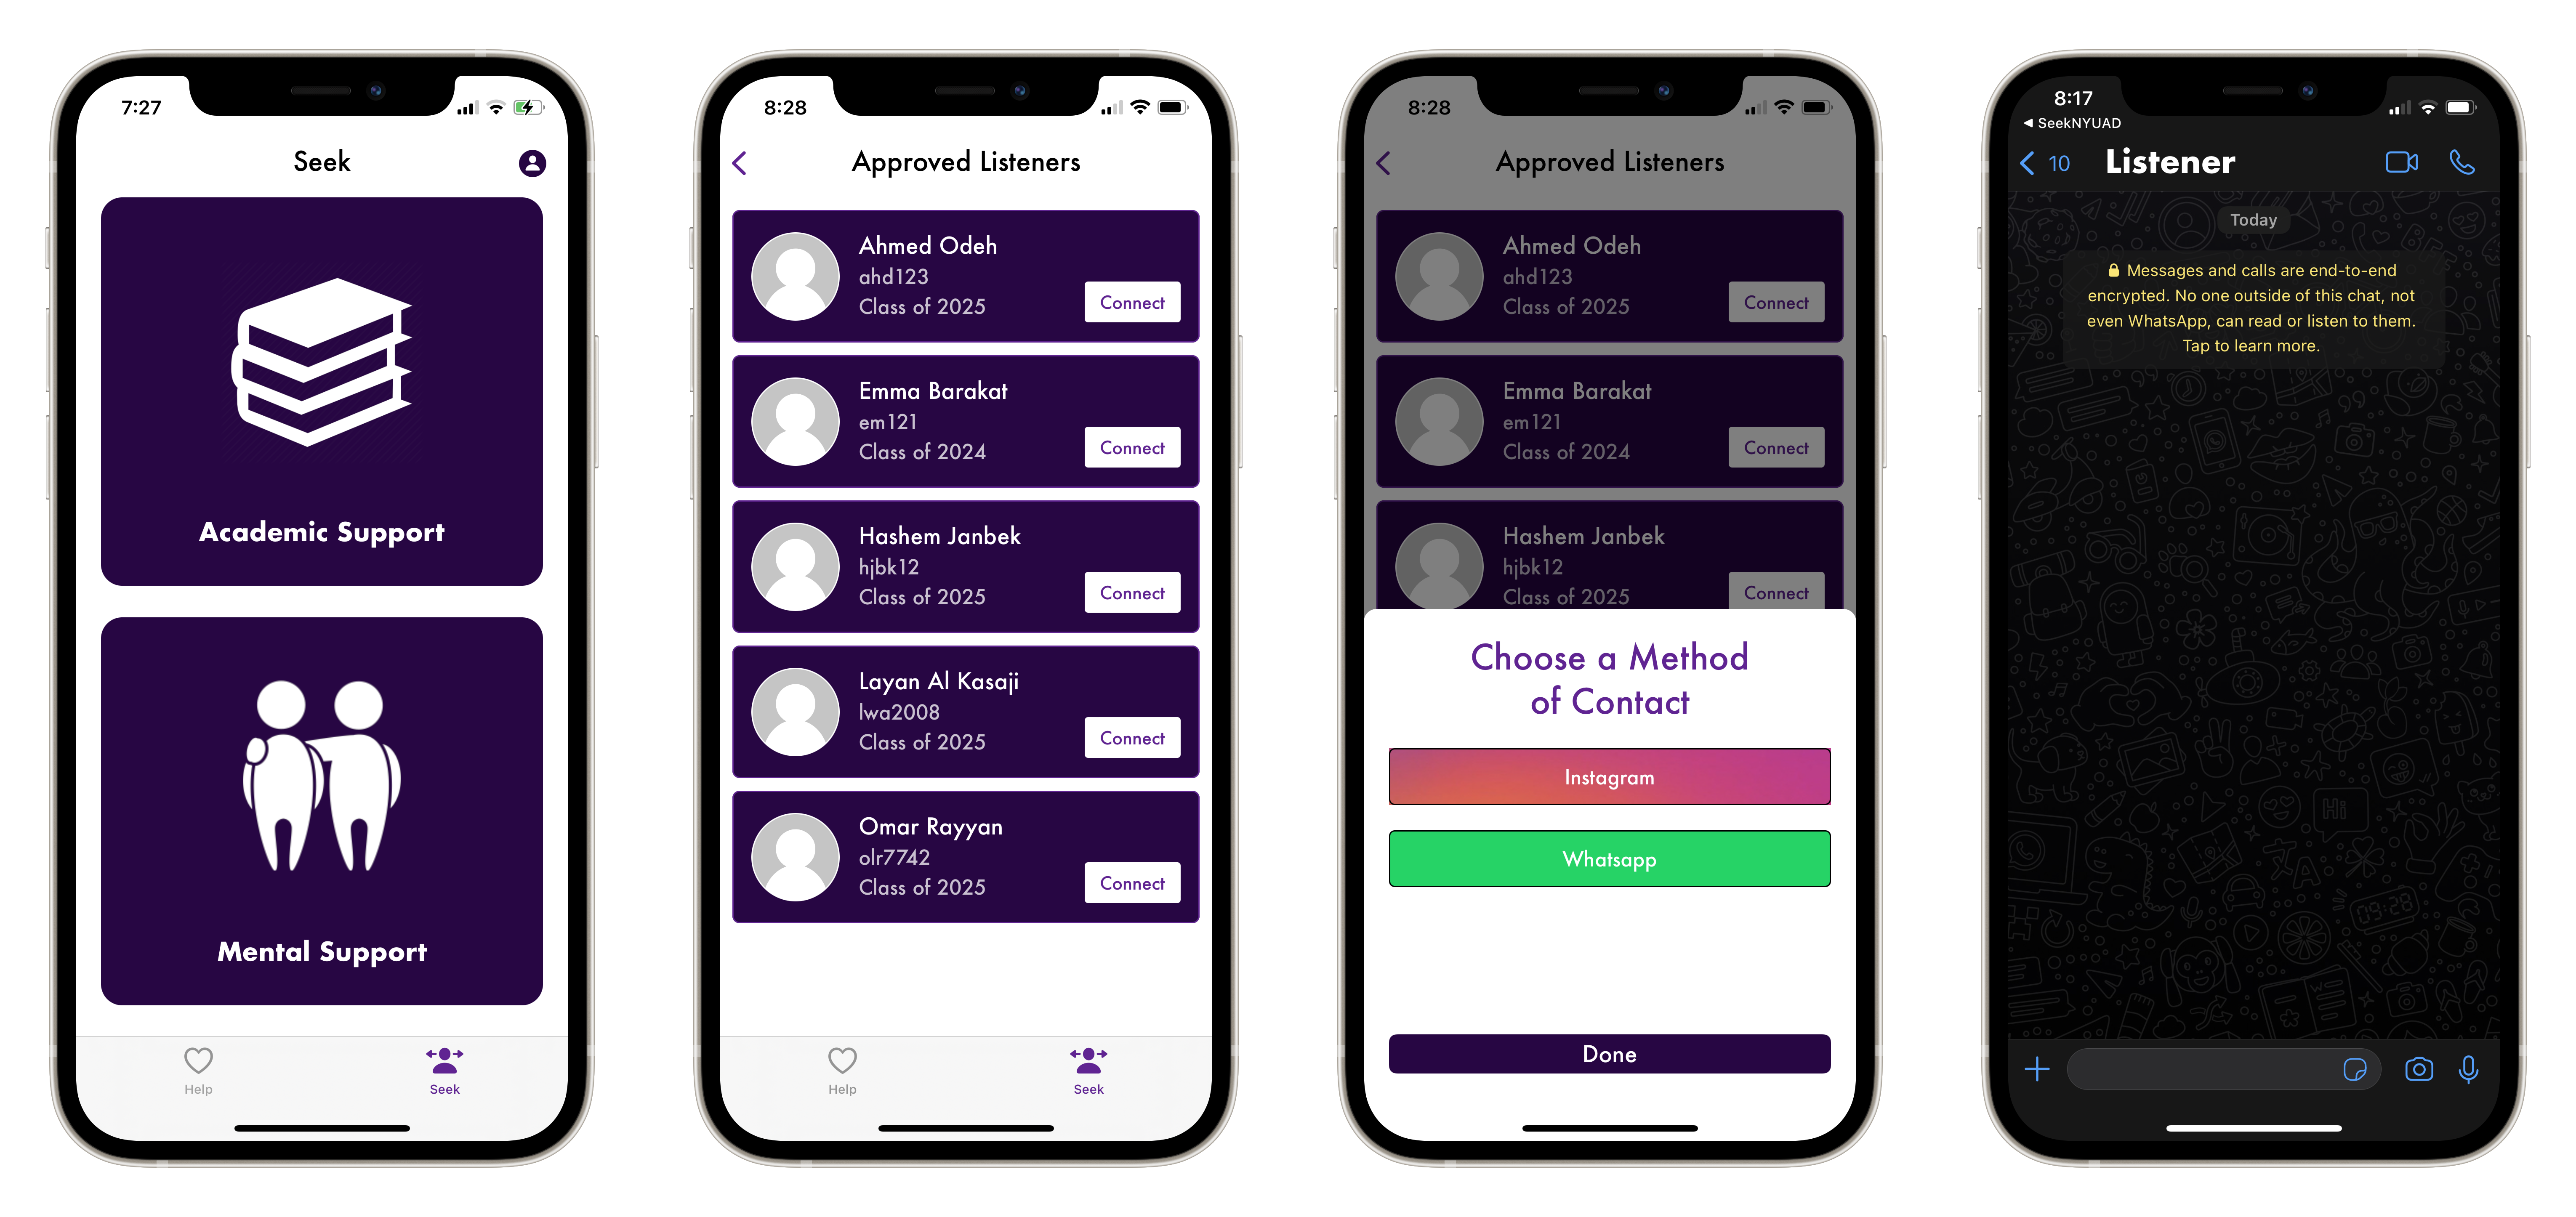 7:27
Seek
Academic Support
Mental Support
Help
Seek
8:28
Approved Listeners
Ahmed Odeh
ahd123
Class of 2025
Connect
Emma Barakat
em121
Class of 2024
Connect
Hashem Janbek
hjbk12
Class of 2025
Connect
Layan Al Kasaji
lwa2008
Class of 2025
Connect
Omar Rayyan
olr7742
Class of 2025
Connect
Help
Seek
8:28
Approved Listeners
Ahmed Odeh
ahd123
Class of 2025
Connect
Emma Barakat
em121
Class of 2024
Connect
Hashem Janbek
hjbk12
Class of 2025
Connect
Choose a Method
of Contact
Instagram
Whatsapp
Done
8:17
◀ SeekNYUAD
10
Listener
Today
Messages and calls are end-to-end
encrypted. No one outside of this chat, not
even WhatsApp, can read or listen to them.
Tap to learn more.
Hi
09:28